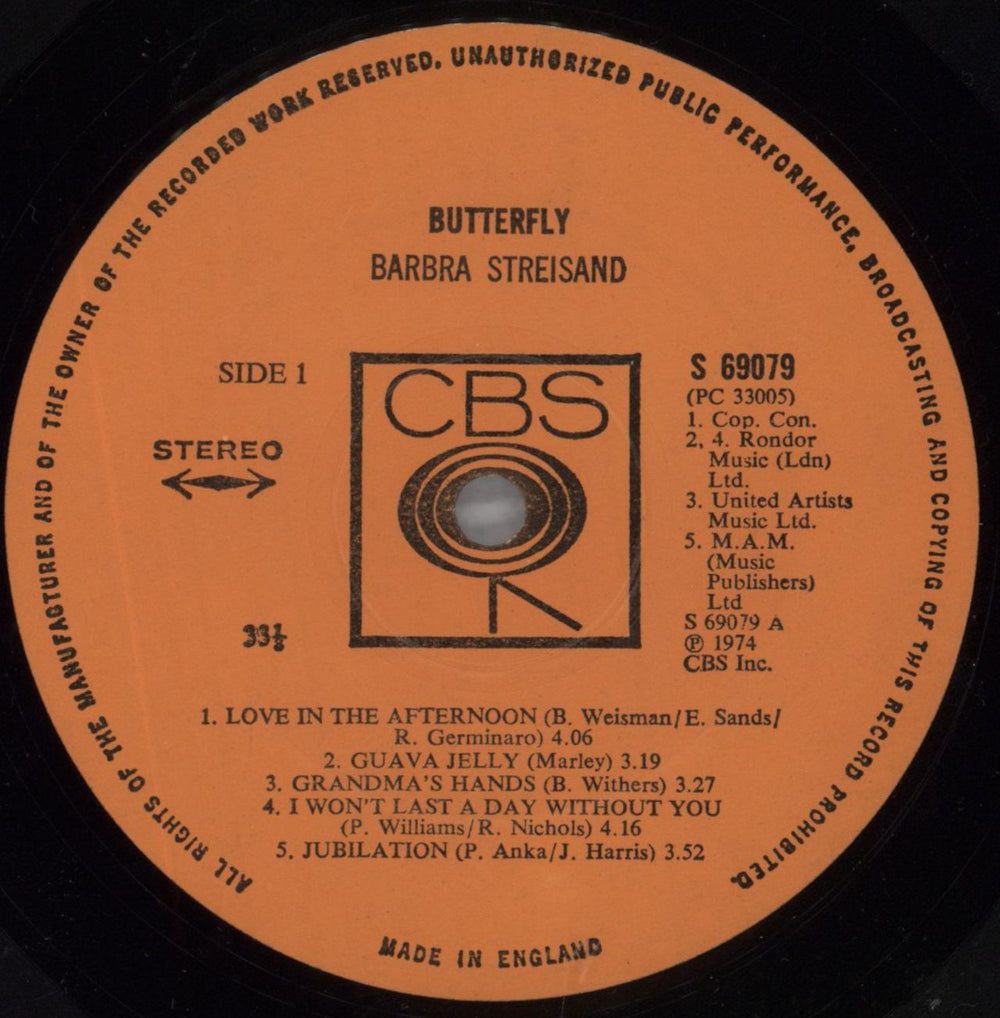 ALL RIGHTS OF THE MANUFACTURER AND OF THE OWNER OF THE RECORDED WORK RESERVED. UNAUTHORIZED PUBLIC PERFORMANCE, BROADCASTING AND COPYING OF THIS RECORD PROHIBITED.
BUTTERFLY
BARBRA STREISAND
SIDE 1
STEREO
33⅓
CBS
S 69079
(PC 33005)
1. Cop. Con.
2, 4. Rondor
Music (Ldn)
Ltd.
3. United Artists
Music Ltd.
5. M.A.M.
(Music
Publishers)
Ltd
S 69079 A
Ⓟ 1974
CBS Inc.
1. LOVE IN THE AFTERNOON (B. Weisman/E. Sands/
R. Germinaro) 4.06
2. GUAVA JELLY (Marley) 3.19
3. GRANDMA'S HANDS (B. Withers) 3.27
4. I WON'T LAST A DAY WITHOUT YOU
(P. Williams/R. Nichols) 4.16
5. JUBILATION (P. Anka/J. Harris) 3.52
MADE IN ENGLAND